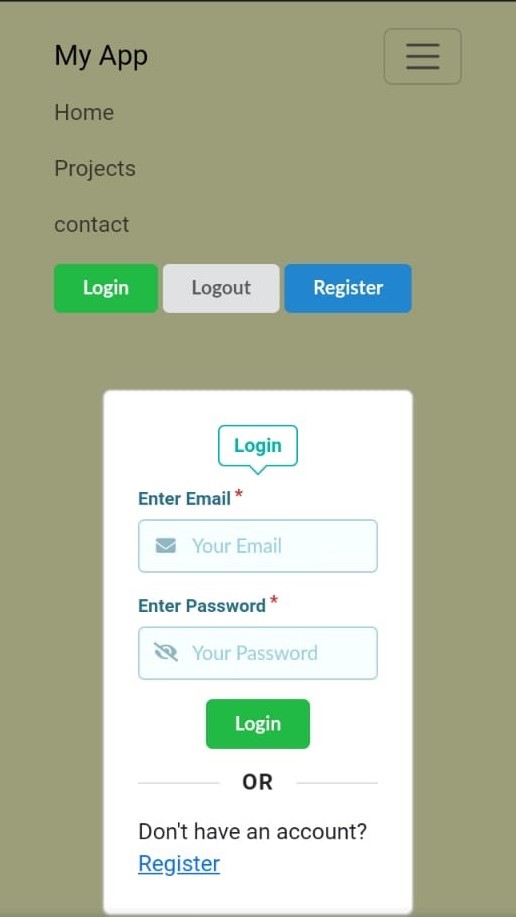 My App
Home
Projects
contact
Login Logout Register
Login
Enter Email *
Your Email
Enter Password *
Your Password
Login
OR
Don't have an account?
Register